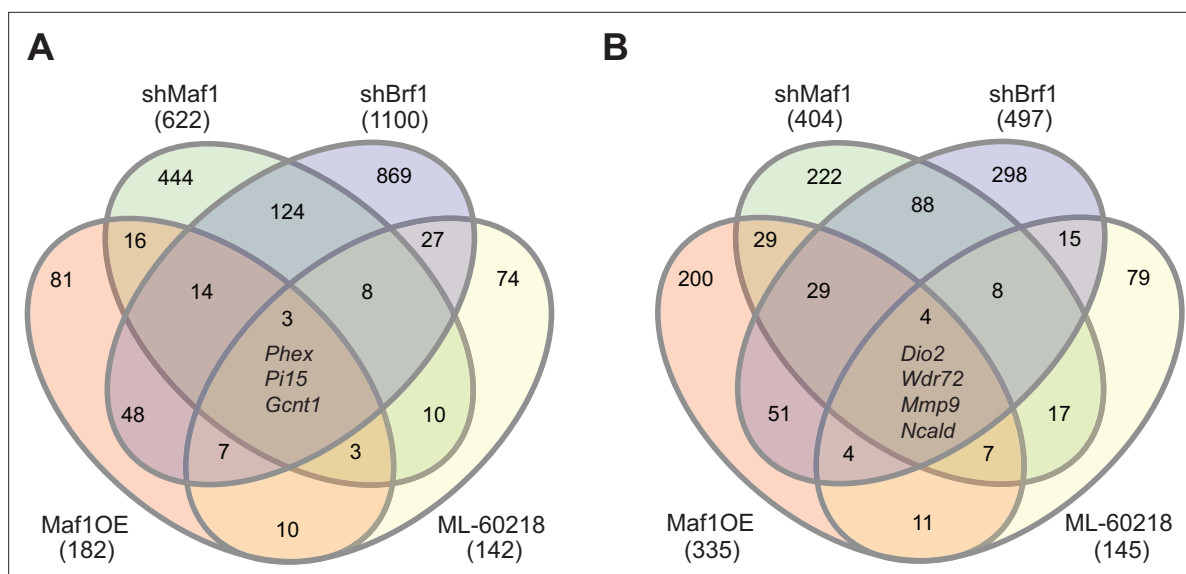 A
shMaf1
(622)
shBrf1
(1100)
444
869
124
16
27
81
74
14
8
3
Phex
Pi15
Gcnt1
48
10
7
3
10
Maf1OE
(182)
ML-60218
(142)
B
shMaf1
(404)
shBrf1
(497)
222
298
88
29
15
200
79
29
8
4
Dio2
Wdr72
Mmp9
Ncald
51
17
4
7
11
Maf1OE
(335)
ML-60218
(145)